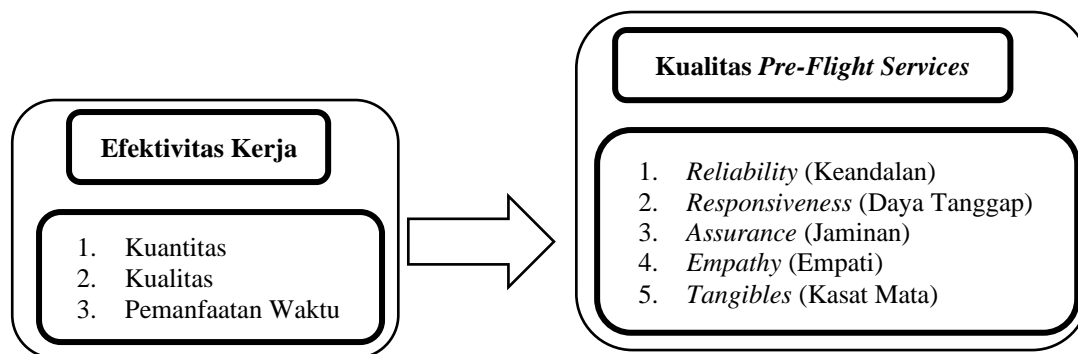 Efektivitas Kerja
1. Kuantitas
2. Kualitas
3. Pemanfaatan Waktu
Kualitas Pre-Flight Services
1. Reliability (Keandalan)
2. Responsiveness (Daya Tanggap)
3. Assurance (Jaminan)
4. Empathy (Empati)
5. Tangibles (Kasat Mata)